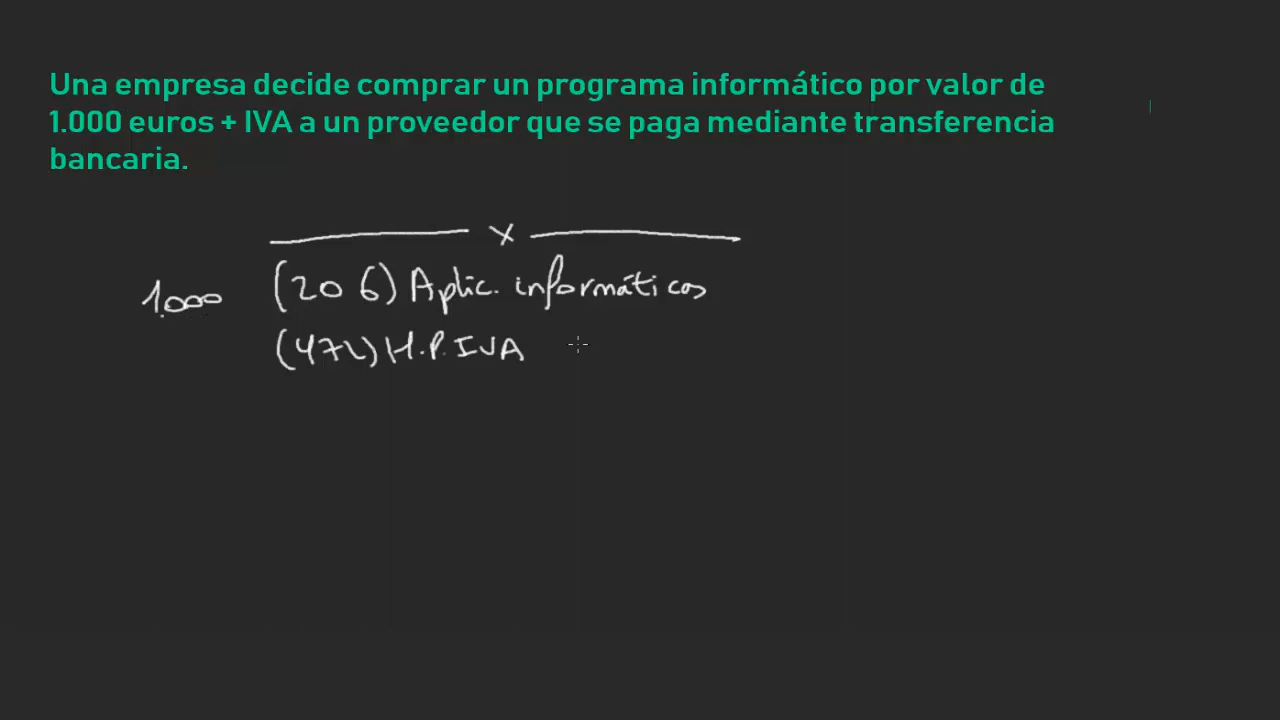 Una empresa decide comprar un programa informático por valor de
1.000 euros + IVA a un proveedor que se paga mediante transferencia
bancaria.
x
1.000 (206) Aplic. informáticas
(472) H.P. IVA